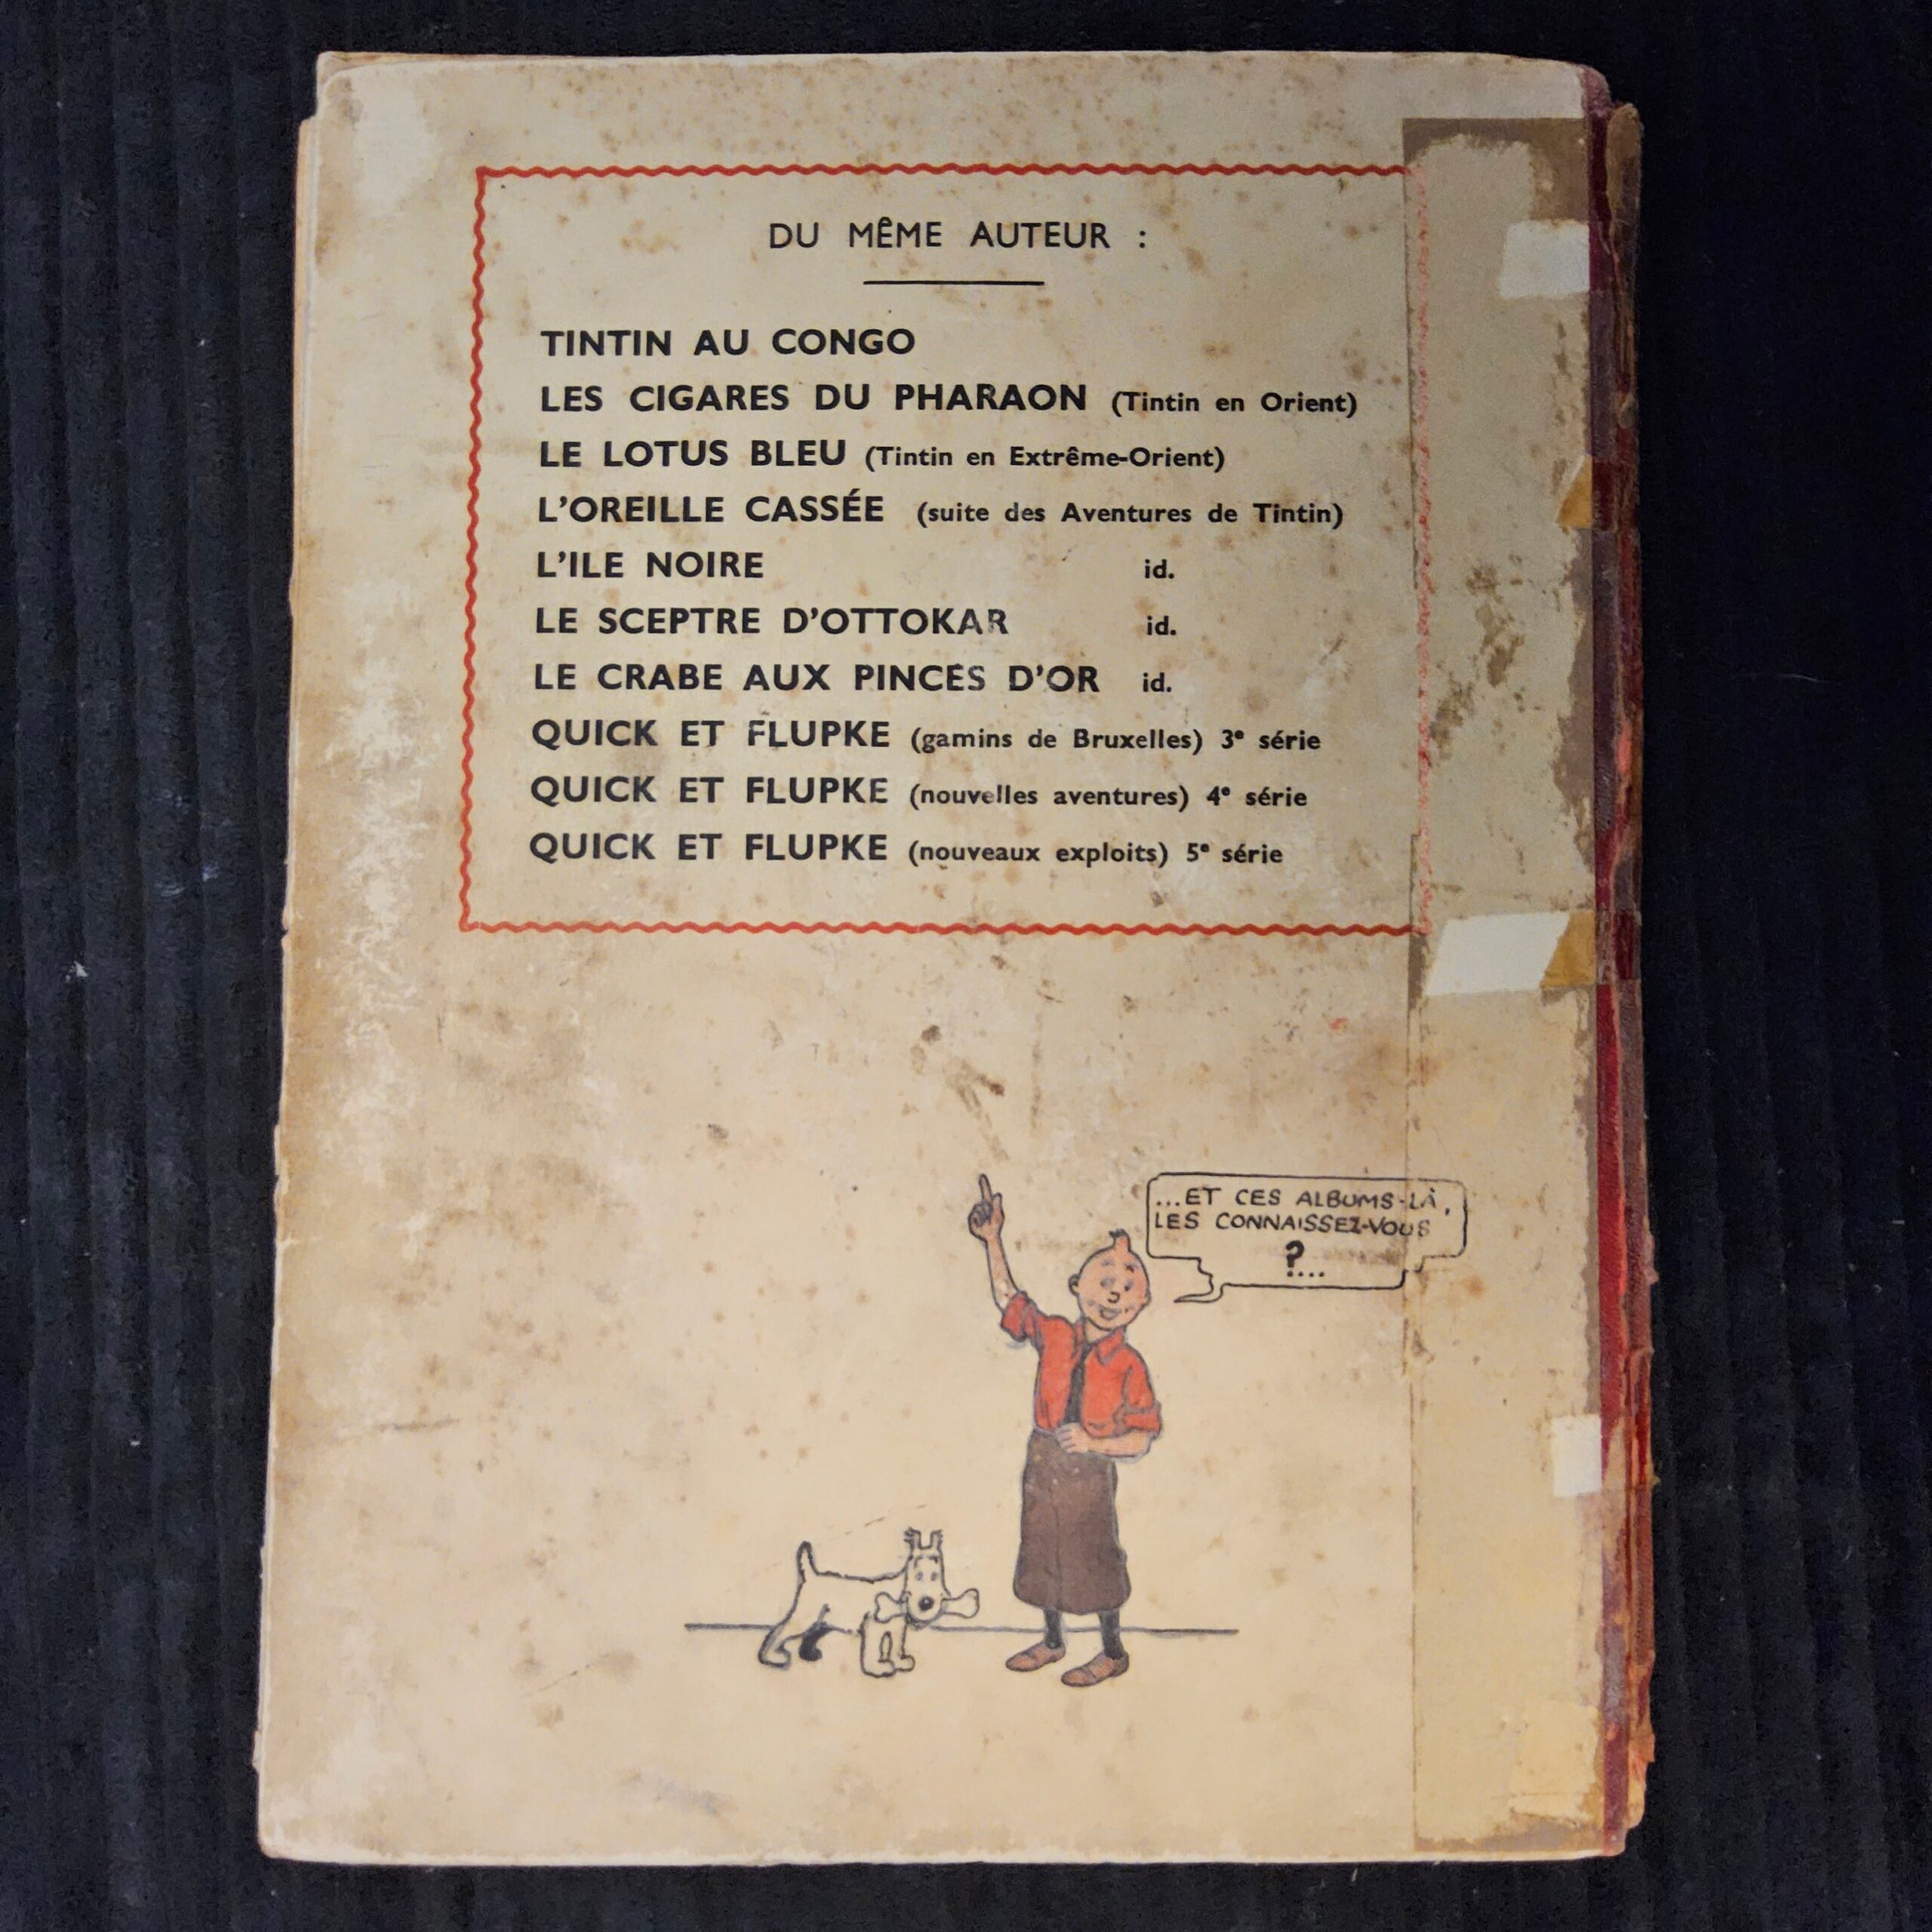 DU MÊME AUTEUR :
TINTIN AU CONGO
LES CIGARES DU PHARAON (Tintin en Orient)
LE LOTUS BLEU (Tintin en Extrême-Orient)
L'OREILLE CASSÉE (suite des Aventures de Tintin)
L'ILE NOIRE id.
LE SCEPTRE D'OTTOKAR id.
LE CRABE AUX PINCES D'OR id.
QUICK ET FLUPKE (gamins de Bruxelles) 3e série
QUICK ET FLUPKE (nouvelles aventures) 4e série
QUICK ET FLUPKE (nouveaux exploits) 5e série
...ET CES ALBUMS-LÀ,
LES CONNAISSEZ-VOUS
?...